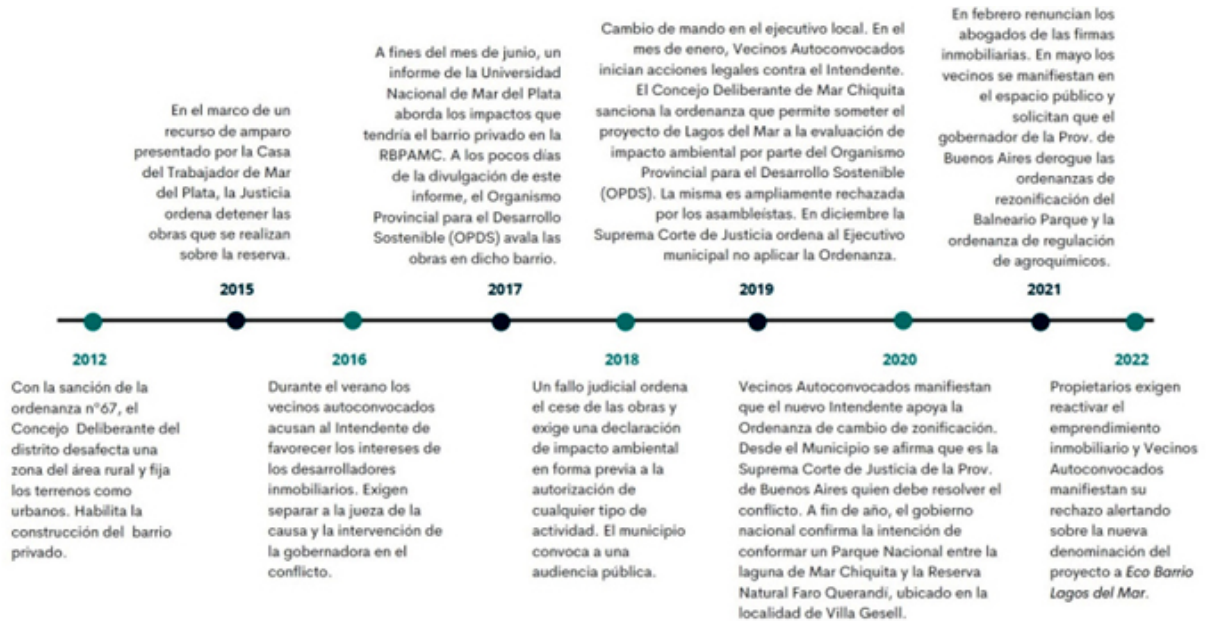 En el marco de un
recurso de amparo
presentado por la Casa
del Trabajador de Mar
del Plata, la Justicia
ordena detener las
obras que se realizan
sobre la reserva.
A fines del mes de junio, un
informe de la Universidad
Nacional de Mar del Plata
aborda los impactos que
tendría el barrio privado en la
RBPAMC. A los pocos días
de la divulgación de este
informe, el Organismo
Provincial para el Desarrollo
Sostenible (OPDS) avala las
obras en dicho barrio.
Cambio de mando en el ejecutivo local. En el
mes de enero, Vecinos Autoconvocados
inician acciones legales contra el Intendente.
El Concejo Deliberante de Mar Chiquita
sanciona la ordenanza que permite someter el
proyecto de Lagos del Mar a la evaluación de
impacto ambiental por parte del Organismo
Provincial para el Desarrollo Sostenible
(OPDS). La misma es ampliamente rechazada
por los asambleístas. En diciembre la
Suprema Corte de Justicia ordena al Ejecutivo
municipal no aplicar la Ordenanza.
En febrero renuncian los
abogados de las firmas
inmobiliarias. En mayo los
vecinos se manifiestan en
el espacio público y
solicitan que el
gobernador de la Prov. de
Buenos Aires derogue las
ordenanzas de
rezonificación del
Balneario Parque y la
ordenanza de regulación
de agroquímicos.
2015
2017
2019
2021
2012
2016
2018
2020
2022
Con la sanción de la
ordenanza n°67, el
Concejo Deliberante del
distrito desafecta una
zona del área rural y fija
los terrenos como
urbanos. Habilita la
construcción del barrio
privado.
Durante el verano los
vecinos autoconvocados
acusan al Intendente de
favorecer los intereses de
los desarrolladores
inmobiliarios. Exigen
separar a la jueza de la
causa y la intervención de
la gobernadora en el
conflicto.
Un fallo judicial ordena
el cese de las obras y
exige una declaración
de impacto ambiental
en forma previa a la
autorización de
cualquier tipo de
actividad. El municipio
convoca a una
audiencia pública.
Vecinos Autoconvocados manifiestan
que el nuevo Intendente apoya la
Ordenanza de cambio de zonificación.
Desde el Municipio se afirma que es la
Suprema Corte de Justicia de la Prov.
de Buenos Aires quien debe resolver el
conflicto. A fin de año, el gobierno
nacional confirma la intención de
conformar un Parque Nacional entre la
laguna de Mar Chiquita y la Reserva
Natural Faro Querandí, ubicado en la
localidad de Villa Gesell.
Propietarios exigen
reactivar el
emprendimiento
inmobiliario y Vecinos
Autoconvocados
manifiestan su
rechazo alertando
sobre la nueva
denominación del
proyecto a Eco Barrio
Lagos del Mar.